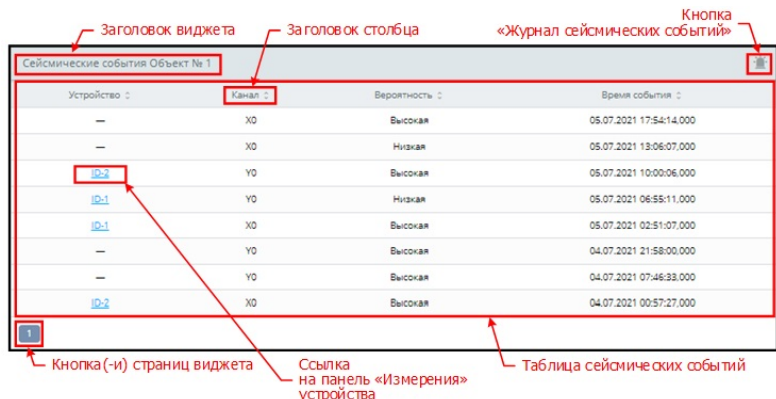 Кнопка
Заголовок виджета
Заголовок столбца
«Журнал сейсмических событий»
Сейсмические события Объект № 1
Устройство Канал Вероятность Время события
— X0 Высокая 05.07.2021 17:54:14,000
— X0 Низкая 05.07.2021 13:06:07,000
ID-2 Y0 Высокая 05.07.2021 10:00:06,000
ID-1 Y0 Низкая 05.07.2021 06:55:11,000
ID-1 X0 Высокая 05.07.2021 02:51:07,000
— Y0 Высокая 04.07.2021 21:58:00,000
— Y0 Высокая 04.07.2021 07:46:33,000
ID-2 X0 Высокая 04.07.2021 00:57:27,000
1
Кнопка(-и) страниц виджета
Ссылка
на панель «Измерения»
устройства
Таблица сейсмических событий